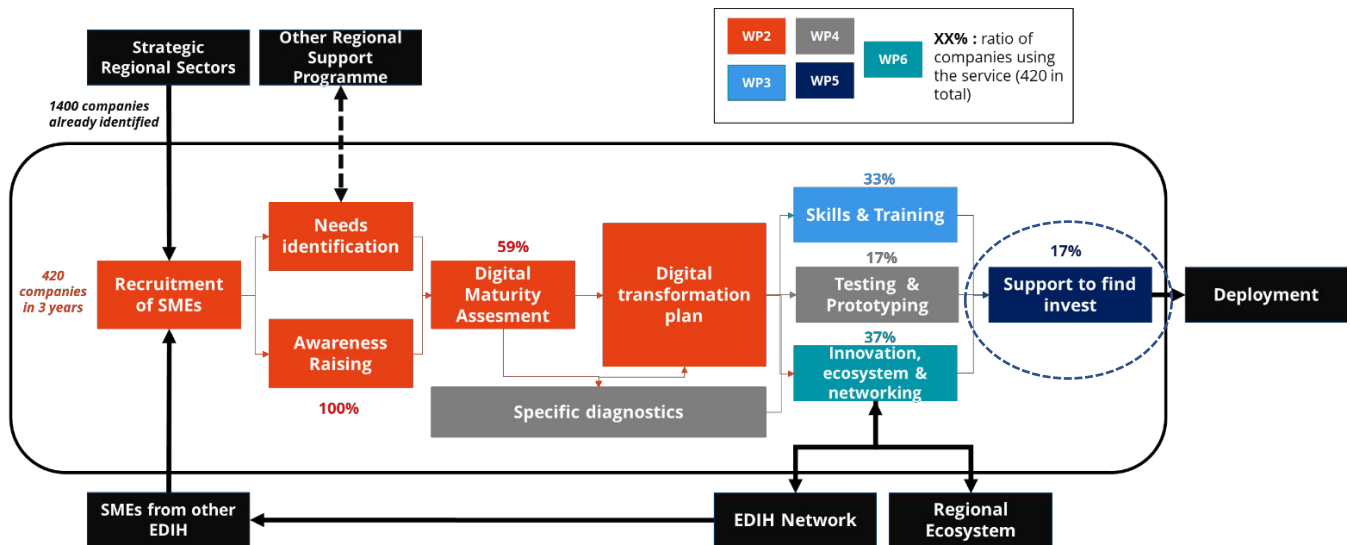 Strategic
Regional Sectors
Other Regional
Support
Programme
WP2
WP4
WP3
WP5
WP6
XX% : ratio of
companies using
the service (420 in
total)
1400 companies
already identified
420
companies
in 3 years
Recruitment
of SMEs
Needs
identification
Awareness
Raising
100%
59%
Digital
Maturity
Assesment
Digital
transformation
plan
Specific diagnostics
33%
Skills & Training
17%
Testing &
Prototyping
37%
Innovation,
ecosystem &
networking
17%
Support to find
invest
Deployment
SMEs from other
EDIH
EDIH Network
Regional
Ecosystem